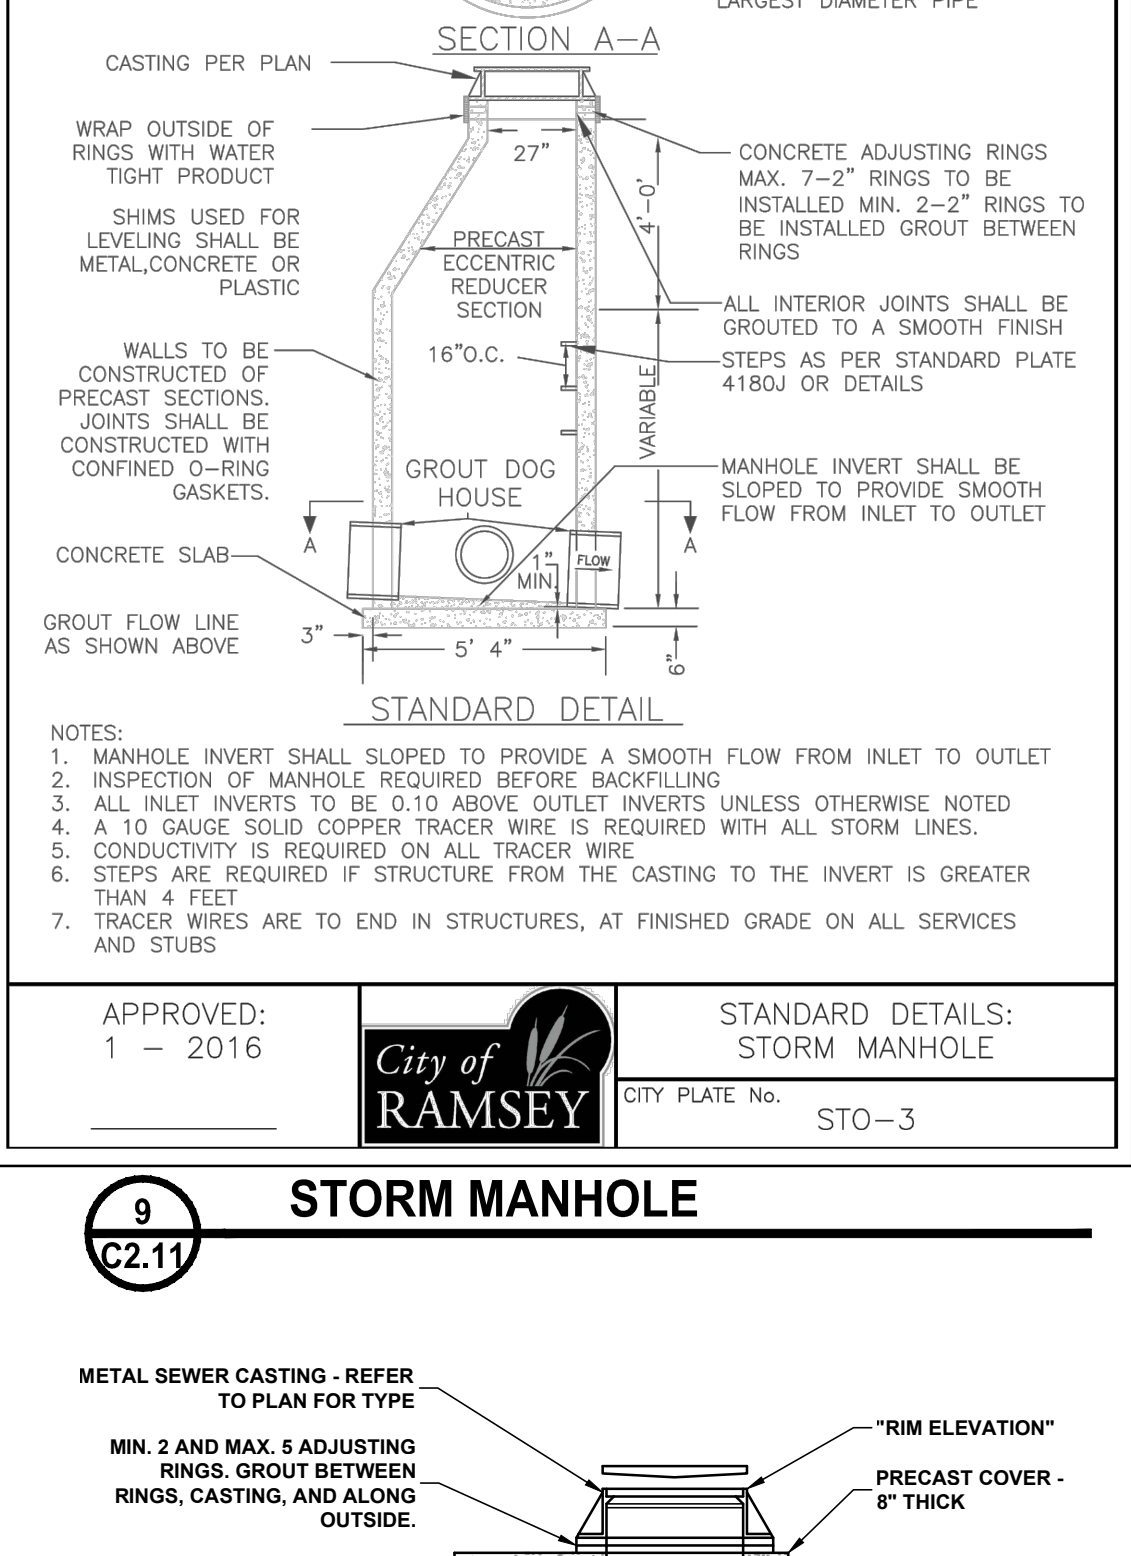 LARGEST DIAMETER PIPE
SECTION A-A
CASTING PER PLAN
WRAP OUTSIDE OF
RINGS WITH WATER
TIGHT PRODUCT
SHIMS USED FOR
LEVELING SHALL BE
METAL,CONCRETE OR
PLASTIC
WALLS TO BE
CONSTRUCTED OF
PRECAST SECTIONS.
JOINTS SHALL BE
CONSTRUCTED WITH
CONFINED O-RING
GASKETS.
A
CONCRETE SLAB
GROUT FLOW LINE
AS SHOWN ABOVE
3"
27"
PRECAST
ECCENTRIC
REDUCER
SECTION
16"O.C.
GROUT DOG
HOUSE
1"
MIN.
FLOW
5' 4"
4'-0'
VARIABLE
6"
A
CONCRETE ADJUSTING RINGS
MAX. 7-2" RINGS TO BE
INSTALLED MIN. 2-2" RINGS TO
BE INSTALLED GROUT BETWEEN
RINGS
ALL INTERIOR JOINTS SHALL BE
GROUTED TO A SMOOTH FINISH
STEPS AS PER STANDARD PLATE
4180J OR DETAILS
MANHOLE INVERT SHALL BE
SLOPED TO PROVIDE SMOOTH
FLOW FROM INLET TO OUTLET
STANDARD DETAIL
NOTES:
1. MANHOLE INVERT SHALL SLOPED TO PROVIDE A SMOOTH FLOW FROM INLET TO OUTLET
2. INSPECTION OF MANHOLE REQUIRED BEFORE BACKFILLING
3. ALL INLET INVERTS TO BE 0.10 ABOVE OUTLET INVERTS UNLESS OTHERWISE NOTED
4. A 10 GAUGE SOLID COPPER TRACER WIRE IS REQUIRED WITH ALL STORM LINES.
5. CONDUCTIVITY IS REQUIRED ON ALL TRACER WIRE
6. STEPS ARE REQUIRED IF STRUCTURE FROM THE CASTING TO THE INVERT IS GREATER
THAN 4 FEET
7. TRACER WIRES ARE TO END IN STRUCTURES, AT FINISHED GRADE ON ALL SERVICES
AND STUBS
APPROVED:
1 - 2016
City of
RAMSEY
STANDARD DETAILS:
STORM MANHOLE
CITY PLATE No.
STO-3
9
C2.11
STORM MANHOLE
METAL SEWER CASTING - REFER
TO PLAN FOR TYPE
MIN. 2 AND MAX. 5 ADJUSTING
RINGS. GROUT BETWEEN
RINGS, CASTING, AND ALONG
OUTSIDE.
"RIM ELEVATION"
PRECAST COVER -
8" THICK